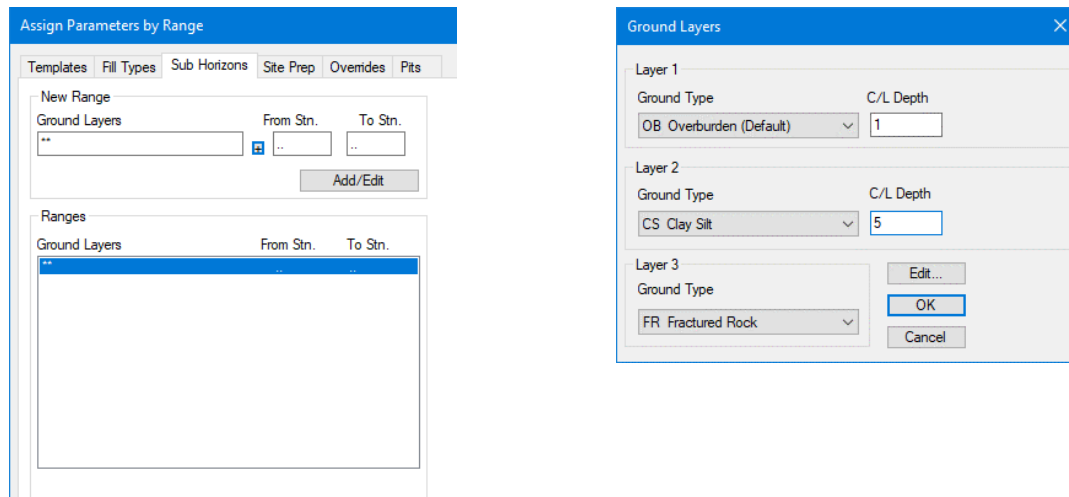 Assign Parameters by Range
Templates Fill Types Sub Horizons Site Prep Overrides Pits
New Range
Ground Layers From Stn. To Stn.
** .. ..
Add/Edit
Ranges
Ground Layers From Stn. To Stn.
** .. ..
Ground Layers
Layer 1
Ground Type C/L Depth
OB Overburden (Default) 1
Layer 2
Ground Type C/L Depth
CS Clay Silt 5
Layer 3
Ground Type
FR Fractured Rock
Edit...
OK
Cancel